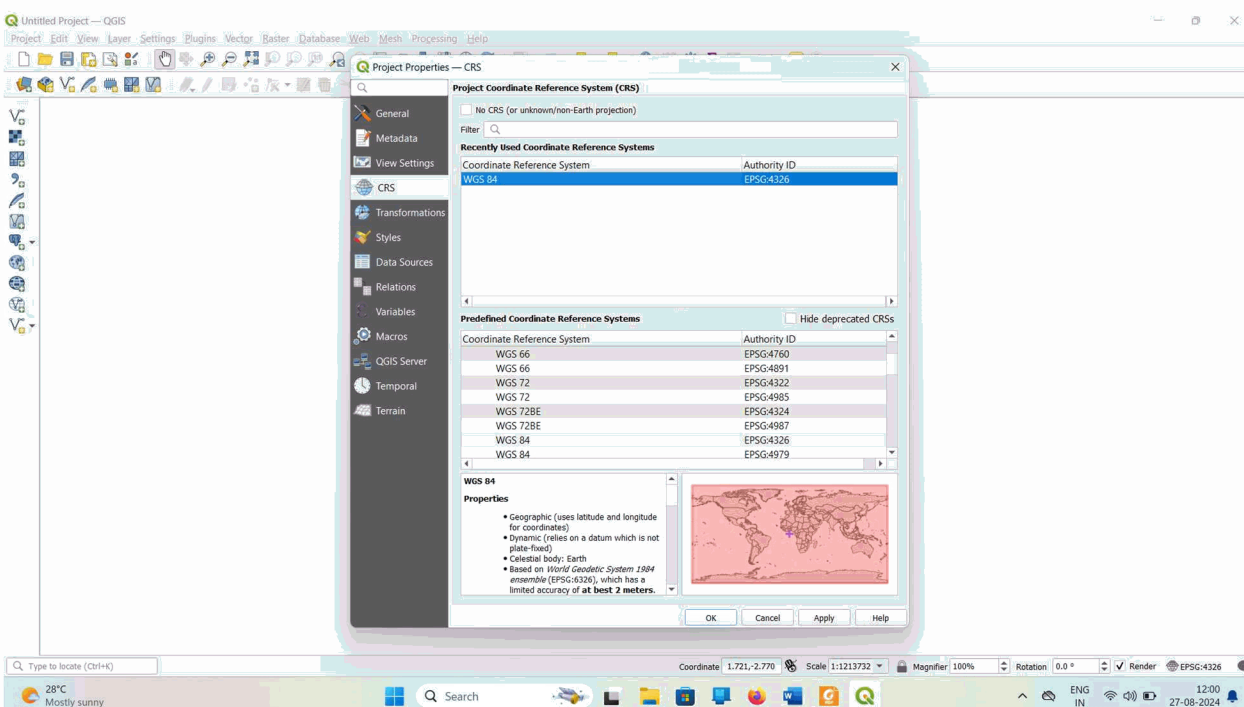 Untitled Project — QGIS
Project Edit View Layer Settings Plugins Vector Raster Database Web Mesh Processing Help
Project Properties — CRS
General
Metadata
View Settings
CRS
Transformations
Styles
Data Sources
Relations
Variables
Macros
QGIS Server
Temporal
Terrain
Project Coordinate Reference System (CRS)
No CRS (or unknown/non-Earth projection)
Filter
Recently Used Coordinate Reference Systems
Coordinate Reference System Authority ID
WGS 84 EPSG:4326
Predefined Coordinate Reference Systems Hide deprecated CRSs
Coordinate Reference System Authority ID
WGS 66 EPSG:4760
WGS 66 EPSG:4891
WGS 72 EPSG:4322
WGS 72 EPSG:4985
WGS 72BE EPSG:4324
WGS 72BE EPSG:4987
WGS 84 EPSG:4326
WGS 84 EPSG:4979
WGS 84
Properties
• Geographic (uses latitude and longitude
for coordinates)
• Dynamic (relies on a datum which is not
plate-fixed)
• Celestial body: Earth
• Based on World Geodetic System 1984
ensemble (EPSG:6326), which has a
limited accuracy of at best 2 meters.
OK Cancel Apply Help
Type to locate (Ctrl+K) Coordinate 1.721,-2.770 Scale 1:1213732 Magnifier 100% Rotation 0.0 ° Render EPSG:4326
28°C
Mostly sunny
Search
ENG
IN
12:00
27-08-2024